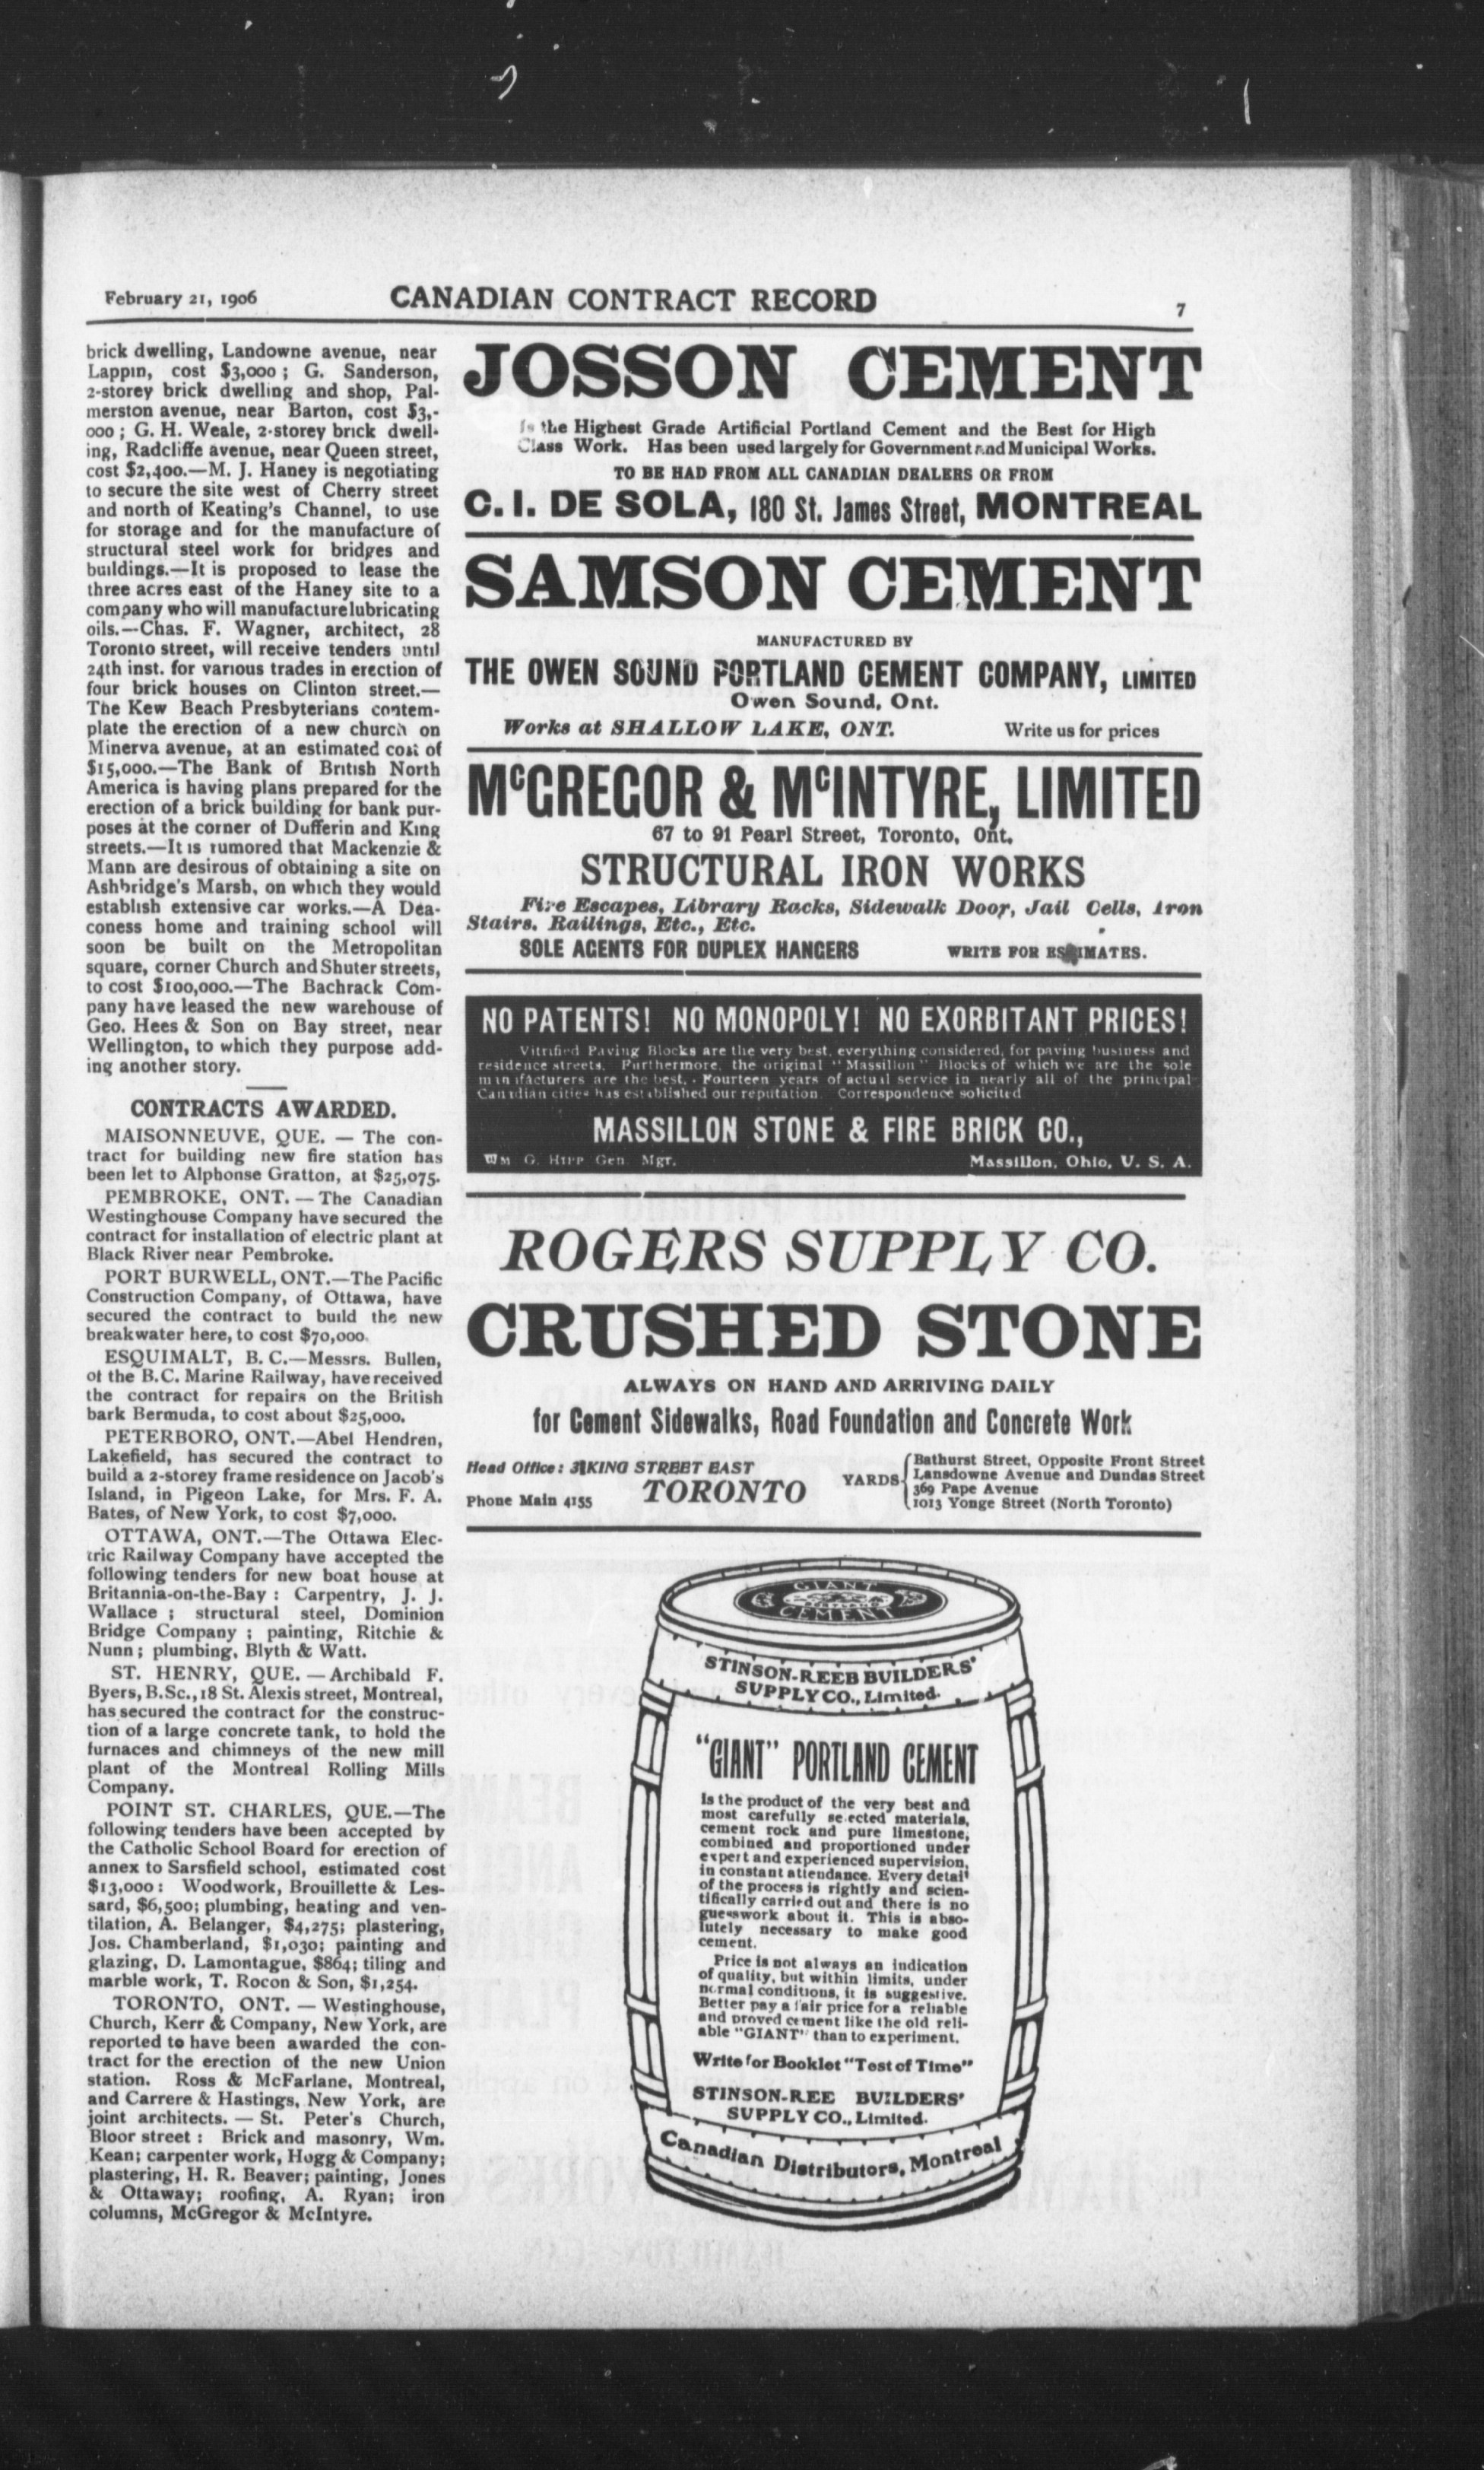 February 21, 1906
CANADIAN CONTRACT RECORD
7
brick dwelling, Landowne avenue, near
Lappin, cost $3,000 ; G. Sanderson,
2-storey brick dwelling and shop, Pal-
merston avenue, near Barton, cost $3,-
000 ; G. H. Weale, 2-storey brick dwell-
ing, Radcliffe avenue, near Queen street,
cost $2,400.—M. J. Haney is negotiating
to secure the site west of Cherry street
and north of Keating's Channel, to use
for storage and for the manufacture of
structural steel work for bridges and
buildings.—It is proposed to lease the
three acres east of the Haney site to a
company who will manufacture lubricating
oils.—Chas. F. Wagner, architect, 28
Toronto street, will receive tenders until
24th inst. for various trades in erection of
four brick houses on Clinton street.—
The Kew Beach Presbyterians contem-
plate the erection of a new church on
Minerva avenue, at an estimated cost of
$15,000.—The Bank of British North
America is having plans prepared for the
erection of a brick building for bank pur-
poses at the corner of Dufferin and King
streets.—It is rumored that Mackenzie &
Mann are desirous of obtaining a site on
Ashbridge's Marsh, on which they would
establish extensive car works.—A Dea-
coness home and training school will
soon be built on the Metropolitan
square, corner Church and Shuter streets,
to cost $100,000.—The Bachrack Com-
pany have leased the new warehouse of
Geo. Hees & Son on Bay street, near
Wellington, to which they purpose add-
ing another story.
CONTRACTS AWARDED.
MAISONNEUVE, QUE. — The con-
tract for building new fire station has
been let to Alphonse Gratton, at $25,075.
PEMBROKE, ONT. — The Canadian
Westinghouse Company have secured the
contract for installation of electric plant at
Black River near Pembroke.
PORT BURWELL, ONT.—The Pacific
Construction Company, of Ottawa, have
secured the contract to build the new
breakwater here, to cost $70,000.
ESQUIMALT, B. C.—Messrs. Bullen,
of the B.C. Marine Railway, have received
the contract for repairs on the British
bark Bermuda, to cost about $25,000.
PETERBORO, ONT.—Abel Hendren,
Lakefield, has secured the contract to
build a 2-storey frame residence on Jacob's
Island, in Pigeon Lake, for Mrs. F. A.
Bates, of New York, to cost $7,000.
OTTAWA, ONT.—The Ottawa Elec-
tric Railway Company have accepted the
following tenders for new boat house at
Britannia-on-the-Bay : Carpentry, J. J.
Wallace ; structural steel, Dominion
Bridge Company ; painting, Ritchie &
Nunn ; plumbing, Blyth & Watt.
ST. HENRY, QUE. — Archibald F.
Byers, B.Sc., 18 St. Alexis street, Montreal,
has secured the contract for the construc-
tion of a large concrete tank, to hold the
furnaces and chimneys of the new mill
plant of the Montreal Rolling Mills
Company.
POINT ST. CHARLES, QUE.—The
following tenders have been accepted by
the Catholic School Board for erection of
annex to Sarsfield school, estimated cost
$13,000 : Woodwork, Brouillette & Les-
sard, $6,500; plumbing, heating and ven-
tilation, A. Belanger, $4,275; plastering,
Jos. Chamberland, $1,030; painting and
glazing, D. Lamontague, $864; tiling and
marble work, T. Rocon & Son, $1,254.
TORONTO, ONT. — Westinghouse,
Church, Kerr & Company, New York, are
reported to have been awarded the con-
tract for the erection of the new Union
station. Ross & McFarlane, Montreal,
and Carrere & Hastings, New York, are
joint architects. — St. Peter's Church,
Bloor street : Brick and masonry, Wm.
Kean; carpenter work, Hogg & Company;
plastering, H. R. Beaver; painting, Jones
& Ottaway; roofing, A. Ryan; iron
columns, McGregor & McIntyre.
JOSSON CEMENT
Is the Highest Grade Artificial Portland Cement and the Best for High
Class Work. Has been used largely for Government and Municipal Works.
TO BE HAD FROM ALL CANADIAN DEALERS OR FROM
C. I. DE SOLA, 180 St. James Street, MONTREAL
SAMSON CEMENT
MANUFACTURED BY
THE OWEN SOUND PORTLAND CEMENT COMPANY, LIMITED
Owen Sound, Ont.
Works at SHALLOW LAKE, ONT. Write us for prices
McGREGOR & McINTYRE, LIMITED
67 to 91 Pearl Street, Toronto, Ont.
STRUCTURAL IRON WORKS
Fire Escapes, Library Racks, Sidewalk Door, Jail Cells, Iron
Stairs, Railings, Etc., Etc.
SOLE AGENTS FOR DUPLEX HANGERS WRITE FOR ESTIMATES.
NO PATENTS! NO MONOPOLY! NO EXORBITANT PRICES!
Vitrified Paving Blocks are the very best, everything considered, for paving business and
residence streets. Furthermore, the original "Massillon" Blocks of which we are the sole
manufacturers are the best. Fourteen years of actual service in nearly all of the principal
Canadian cities has established our reputation. Correspondence solicited
MASSILLON STONE & FIRE BRICK CO.,
WM G. HIPP Gen. Mgr. Massillon, Ohio, U. S. A.
ROGERS SUPPLY CO.
CRUSHED STONE
ALWAYS ON HAND AND ARRIVING DAILY
for Cement Sidewalks, Road Foundation and Concrete Work
Head Office: 3 KING STREET EAST
Phone Main 4155 TORONTO
YARDS
Bathurst Street, Opposite Front Street
Lansdowne Avenue and Dundas Street
369 Pape Avenue
1013 Yonge Street (North Toronto)
GIANT
CEMENT
STINSON-REEB BUILDERS'
SUPPLY CO., Limited.
"GIANT" PORTLAND CEMENT
Is the product of the very best and
most carefully se ected materials,
cement rock and pure limestone,
combined and proportioned under
expert and experienced supervision,
in constant attendance. Every detail
of the process is rightly and scien-
tifically carried out and there is no
guesswork about it. This is abso-
lutely necessary to make good
cement.
Price is not always an indication
of quality, but within limits, under
normal conditions, it is suggestive.
Better pay a fair price for a reliable
and proved cement like the old reli-
able "GIANT" than to experiment.
Write for Booklet "Test of Time"
STINSON-REE BUILDERS'
SUPPLY CO., Limited.
Canadian Distributors, Montreal